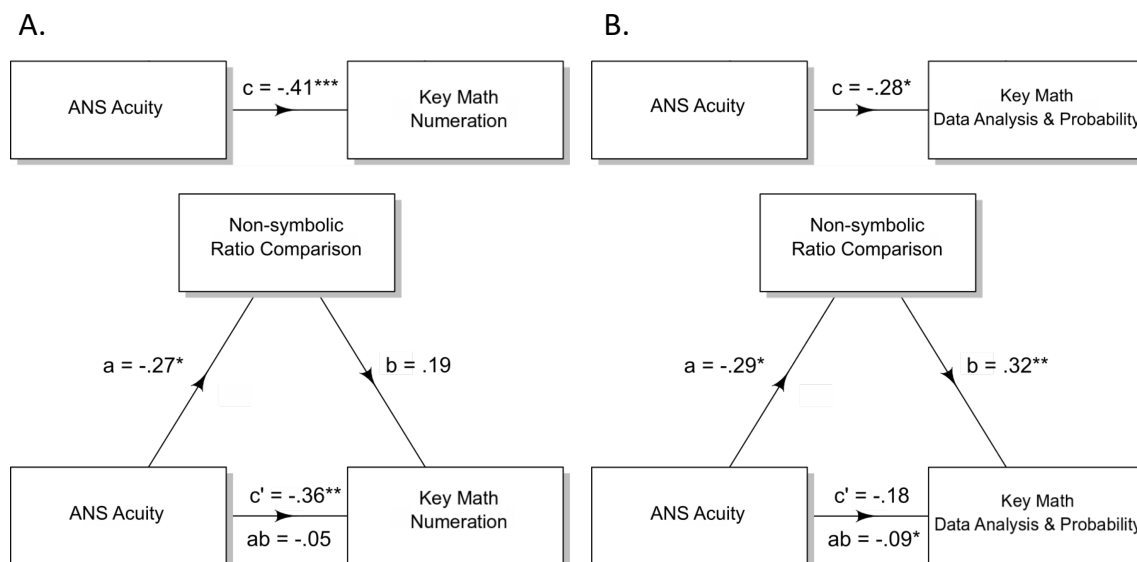 A.
ANS Acuity
c = -.41***
Key Math
Numeration
Non-symbolic
Ratio Comparison
a = -.27*
b = .19
ANS Acuity
c' = -.36**
ab = -.05
Key Math
Numeration
B.
ANS Acuity
c = -.28*
Key Math
Data Analysis & Probability
Non-symbolic
Ratio Comparison
a = -.29*
b = .32**
ANS Acuity
c' = -.18
ab = -.09*
Key Math
Data Analysis & Probability